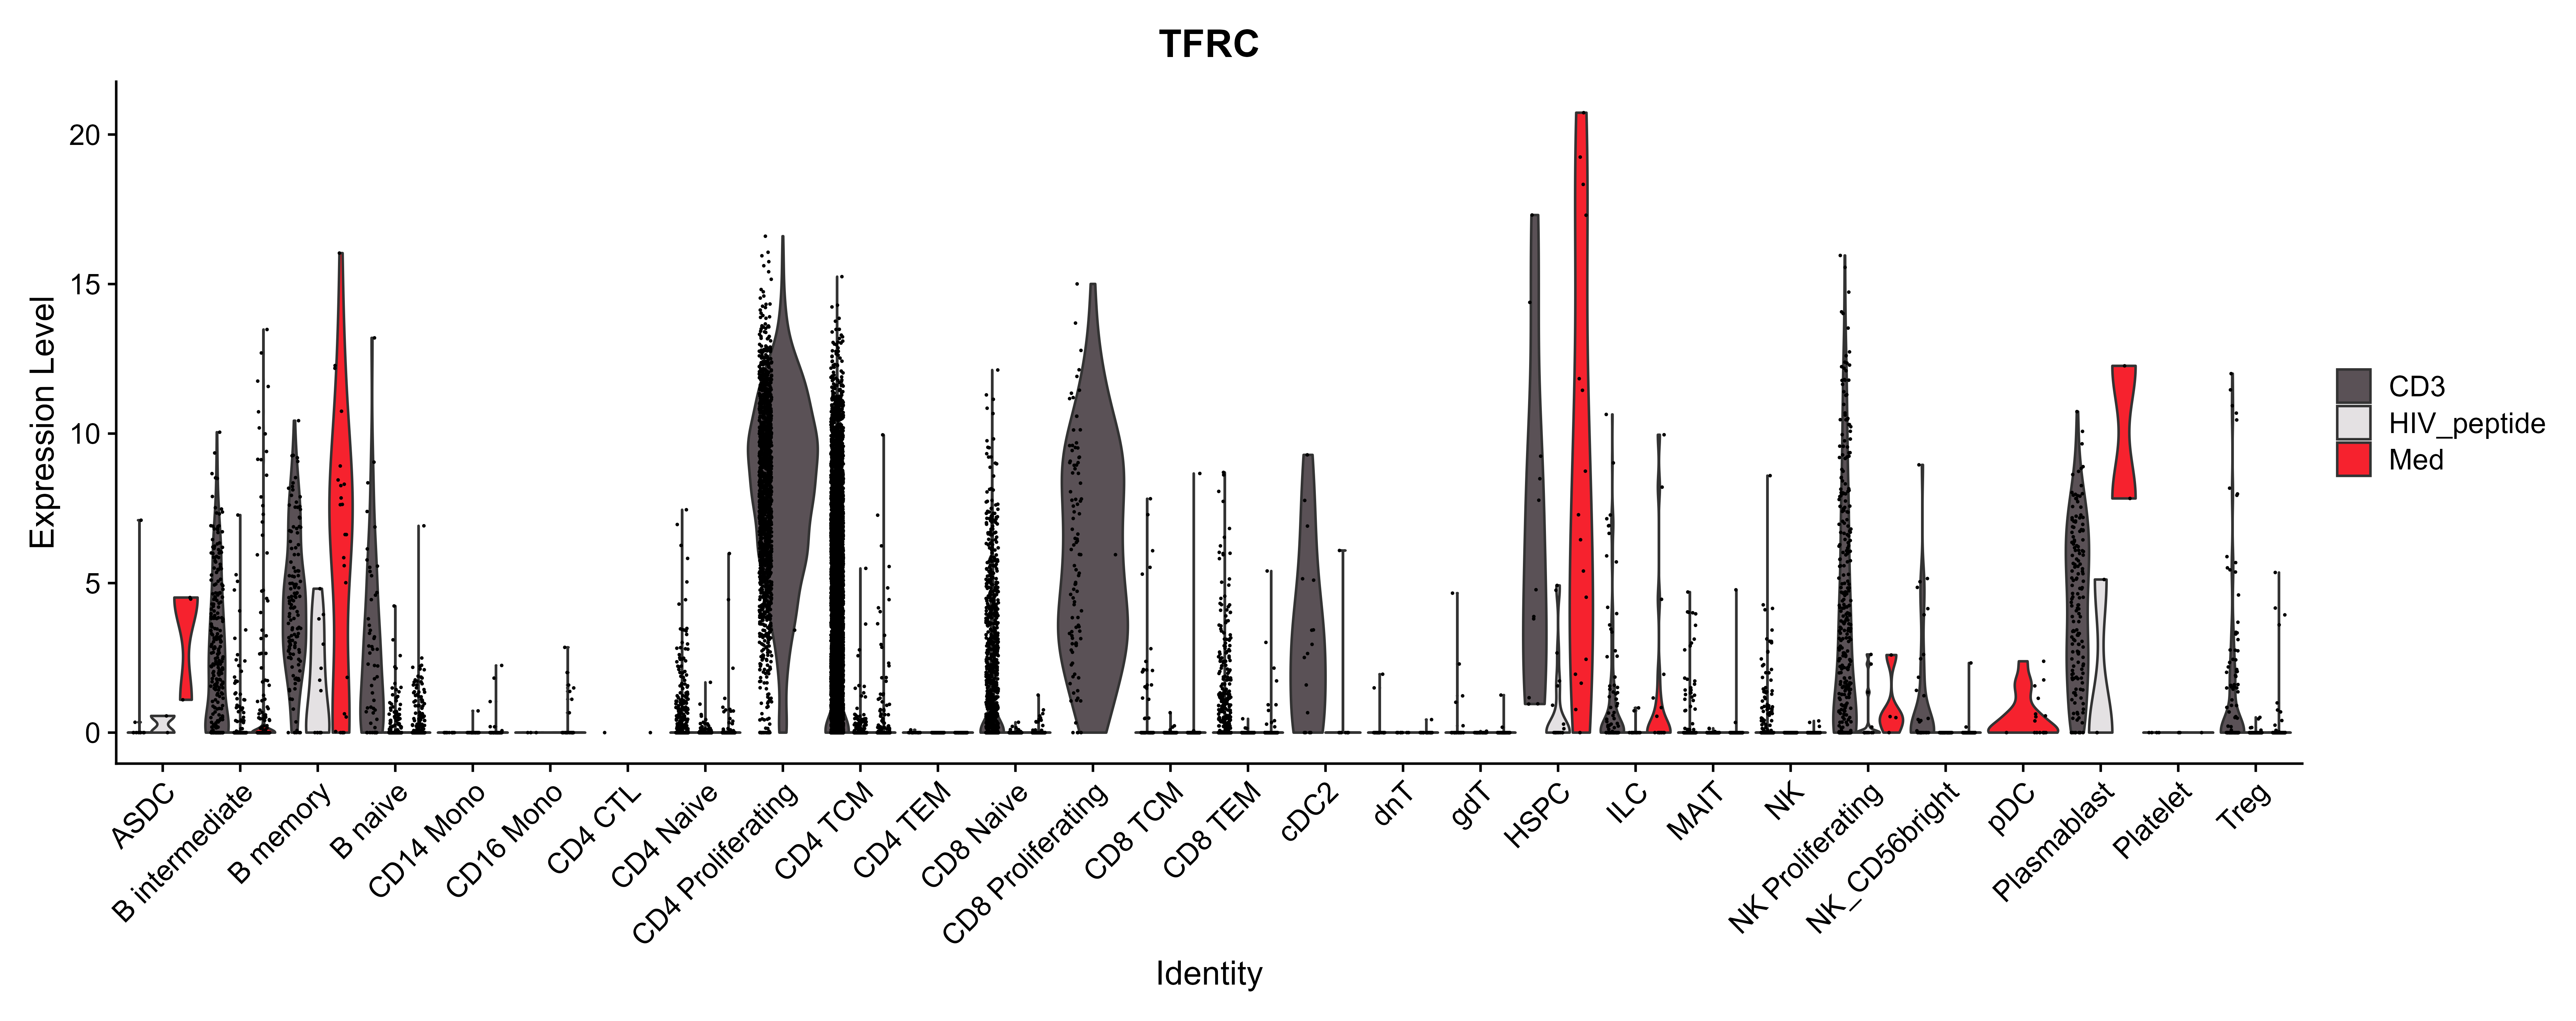 TFRC
Expression Level
20
15
10
5
0
ASDC
B intermediate
B memory
B naive
CD14 Mono
CD16 Mono
CD4 CTL
CD4 Naive
CD4 Proliferating
CD4 TCM
CD4 TEM
CD8 Naive
CD8 Proliferating
CD8 TCM
CD8 TEM
cDC2
dnT
gdT
HSPC
ILC
MAIT
NK
NK Proliferating
NK_CD56bright
pDC
Plasmablast
Platelet
Treg
Identity
CD3
HIV_peptide
Med